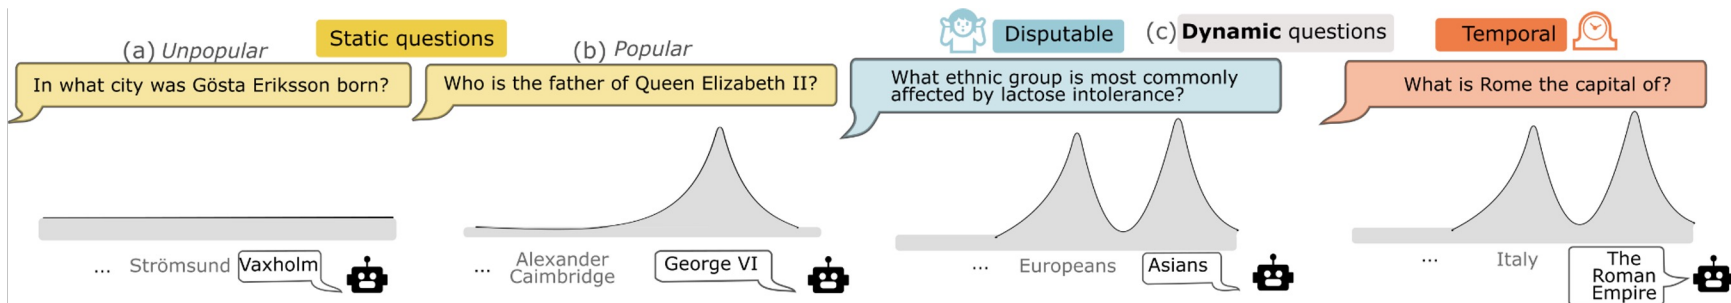 Static questions
(a) Unpopular
(b) Popular
Disputable
(c) Dynamic questions
Temporal
In what city was Gösta Eriksson born?
Who is the father of Queen Elizabeth II?
What ethnic group is most commonly
affected by lactose intolerance?
What is Rome the capital of?
... Strömsund
Vaxholm
... Alexander
Caimbridge
George VI
... Europeans
Asians
... Italy
The
Roman
Empire